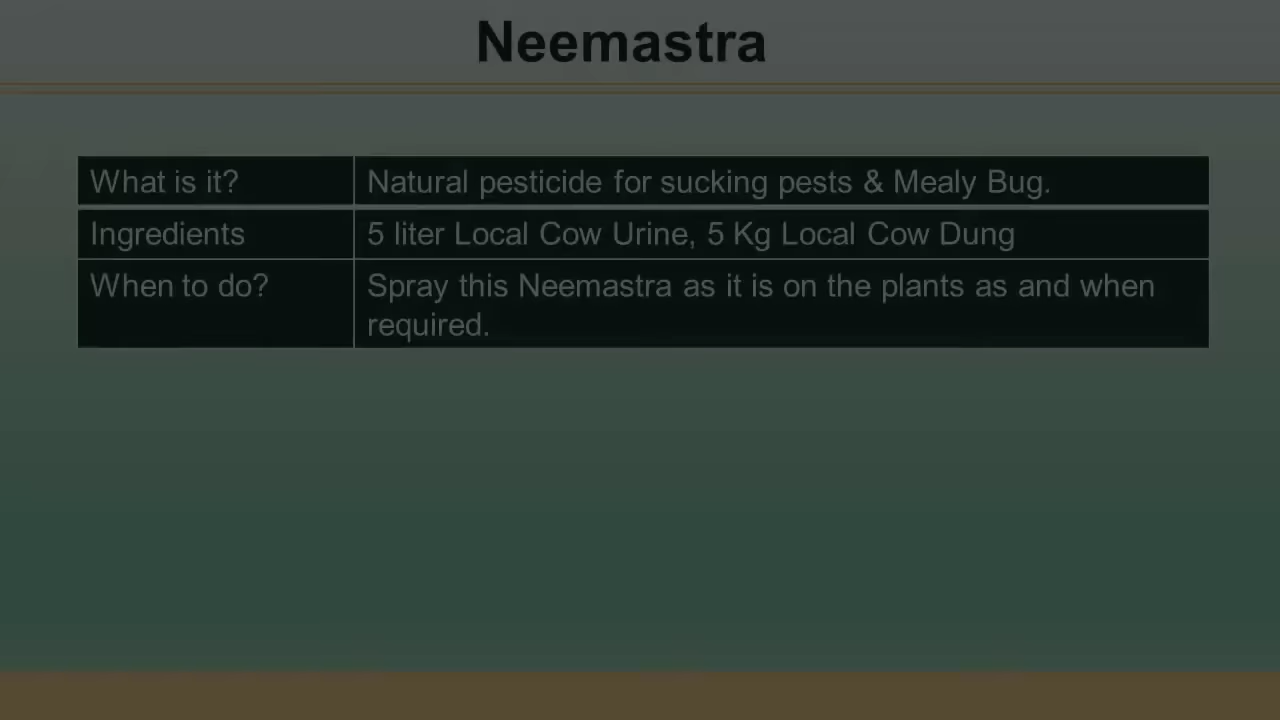 Neemastra
What is it?
Natural pesticide for sucking pests & Mealy Bug.
Ingredients
5 liter Local Cow Urine, 5 Kg Local Cow Dung
When to do?
Spray this Neemastra as it is on the plants as and when
required.